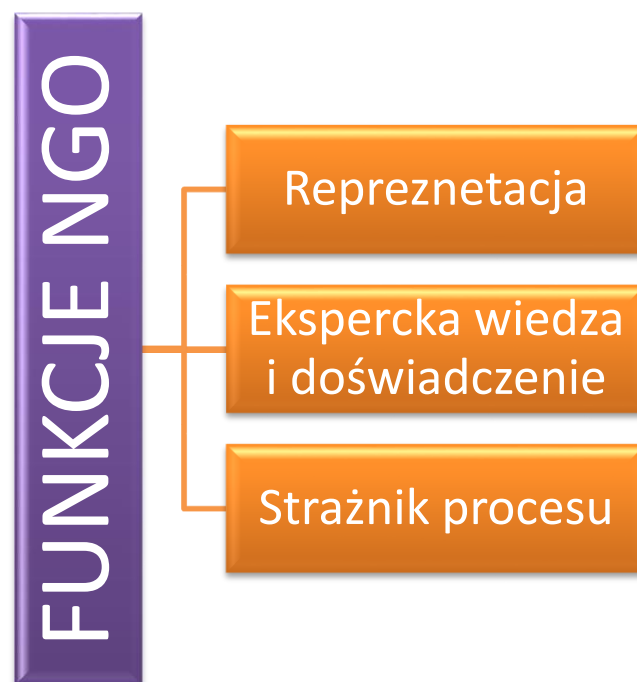 FUNKCJE NGO
Repreznetacja
Ekspercka wiedza
i doświadczenie
Strażnik procesu